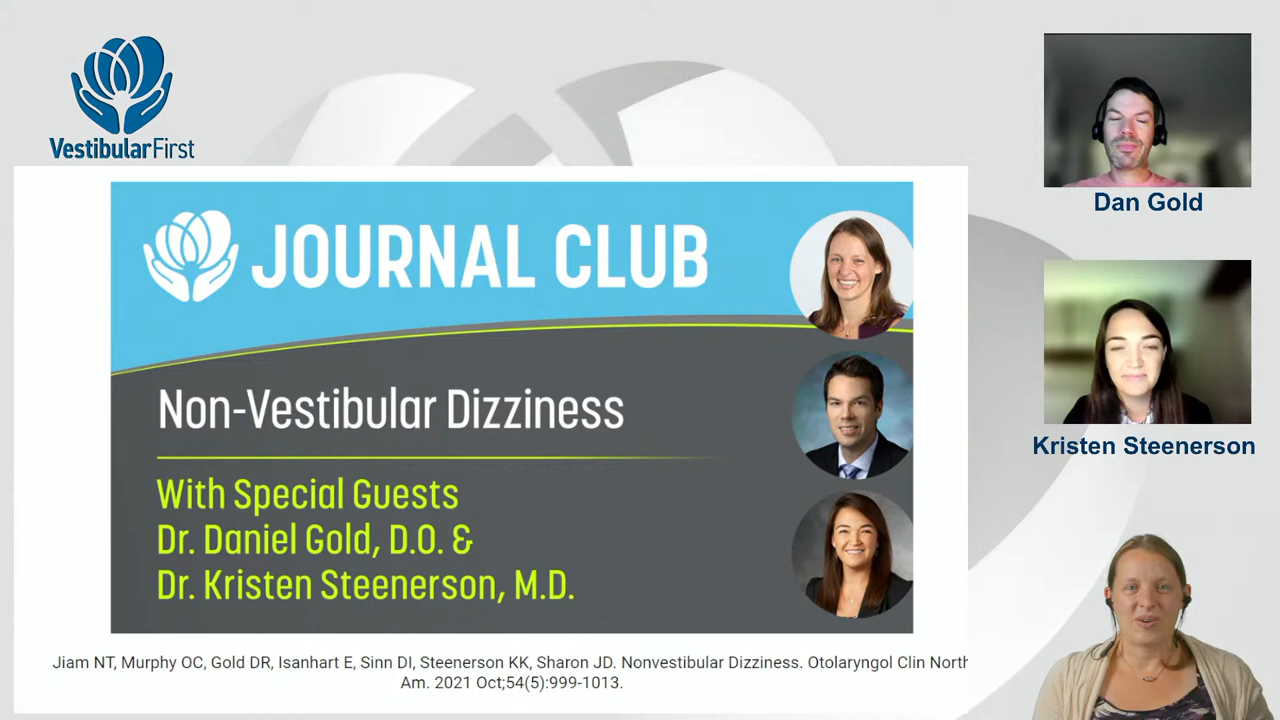 VestibularFirst
JOURNAL CLUB
Non-Vestibular Dizziness
With Special Guests
Dr. Daniel Gold, D.O. &
Dr. Kristen Steenerson, M.D.
Jiam NT, Murphy OC, Gold DR, Isanhart E, Sinn DI, Steenerson KK, Sharon JD. Nonvestibular Dizziness. Otolaryngol Clin North
Am. 2021 Oct;54(5):999-1013.
Dan Gold
Kristen Steenerson